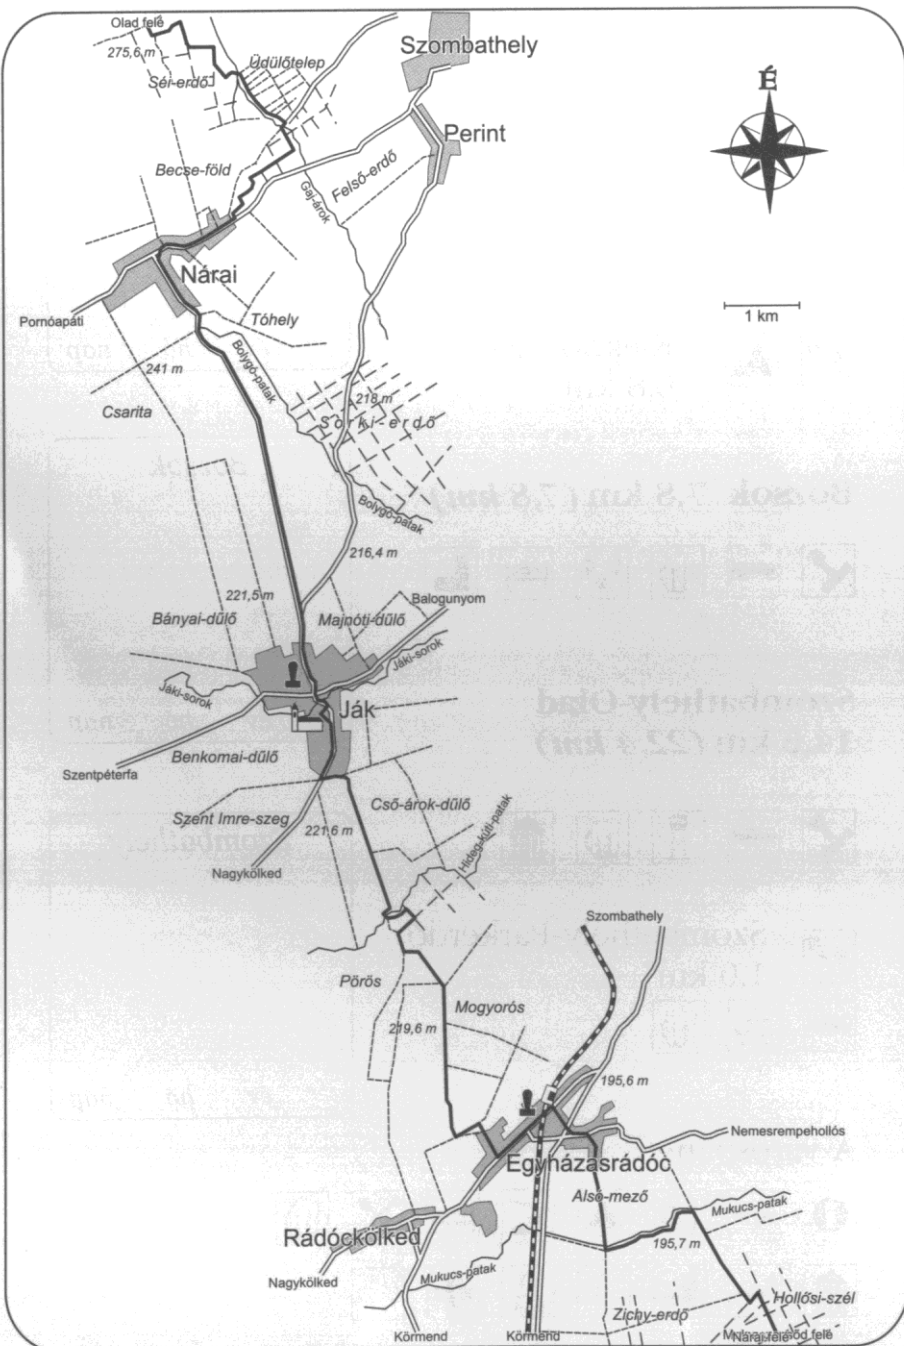 Olad felé
275,6 m
Séi-erdő
Üdülőtelep
Szombathely
É
Perint
Becse-föld
Felső-erdő
Gaj-árok
Nárai
Pornóapáti
Tóhely
1 km
Bolygó-patak
241 m
Csarita
218 m
Sorki-erdő
Bolygó-patak
216,4 m
221,5 m
Balogunyom
Bányai-dűlő
Majnóti-dűlő
Jáki-sorok
Jáki-sorok
Ják
Benkomai-dűlő
Szentpéterfa
Cső-árok-dűlő
Szent Imre-szeg
221,6 m
Hideg-kúti-patak
Nagykölked
Szombathely
Pörös
Mogyorós
219,6 m
195,6 m
Nemesrempehollós
Egyházasrádóc
Alsó-mező
Mukucs-patak
Rádóckölked
195,7 m
Nagykölked
Mukucs-patak
Hollósi-szél
Zichy-erdő
Körmend
Körmend